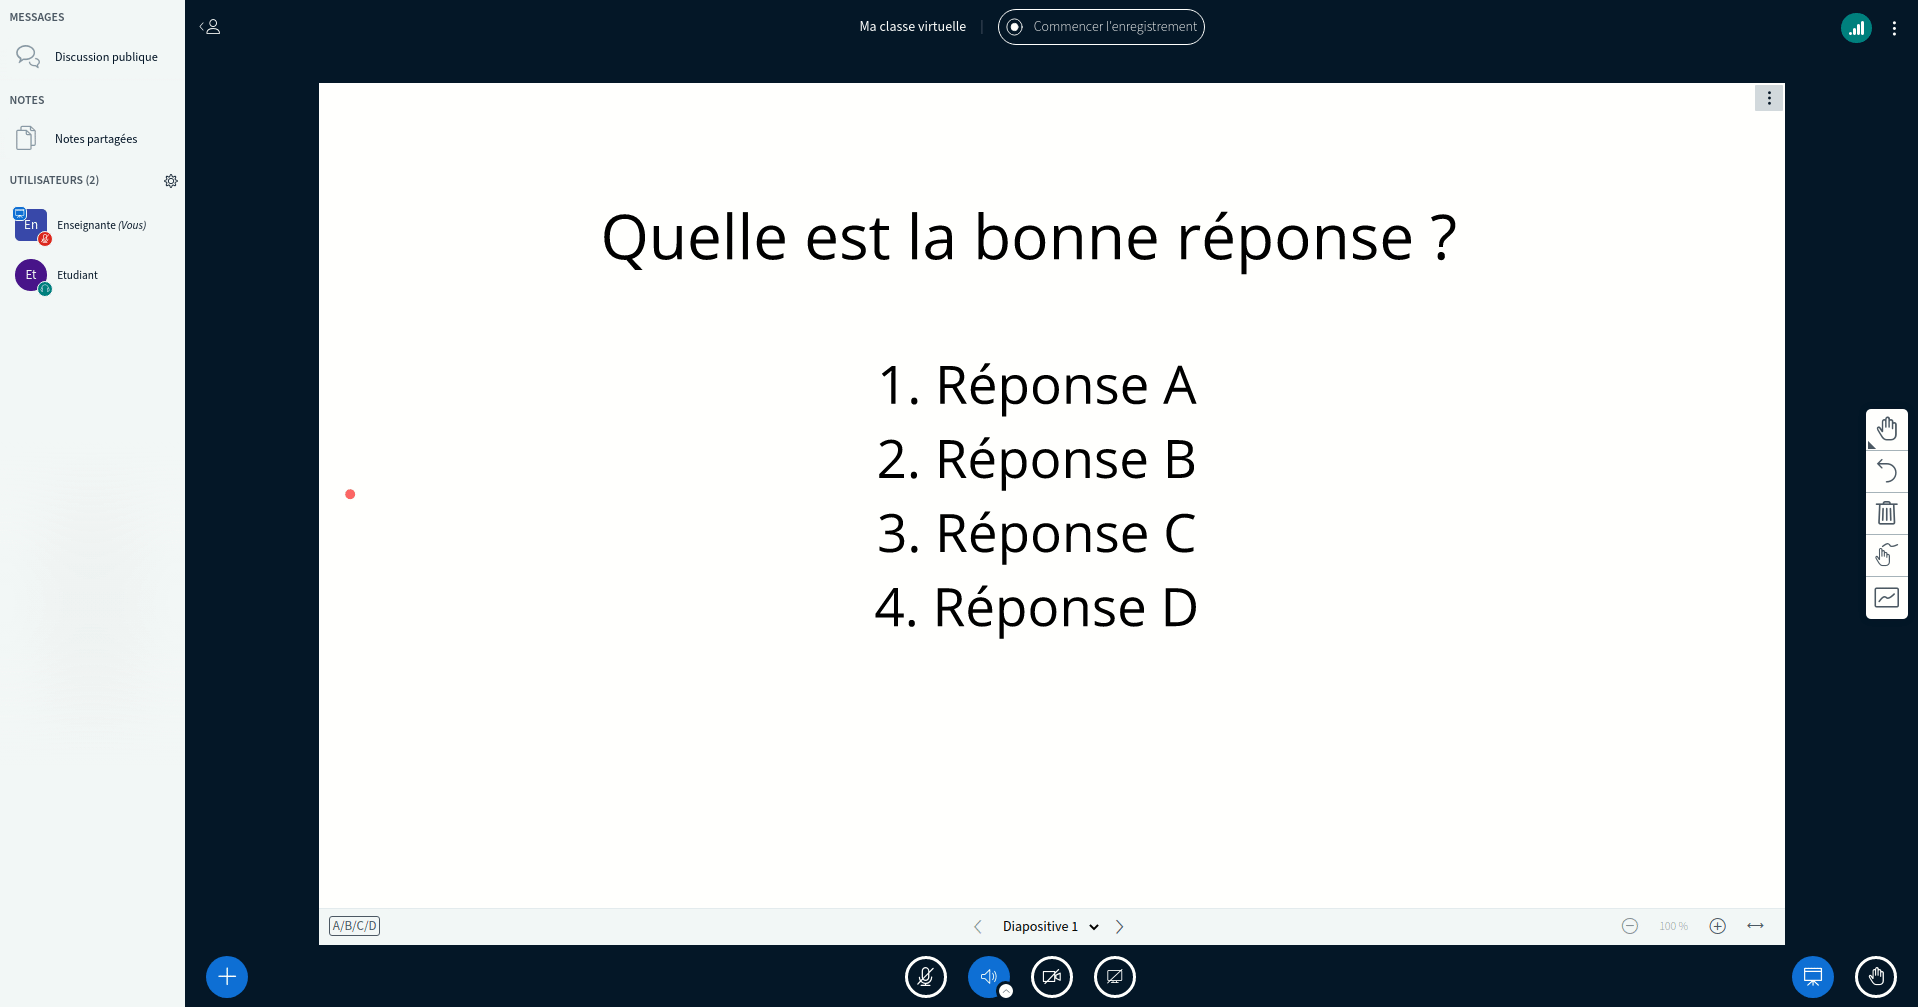 MESSAGES
Discussion publique
NOTES
Notes partagées
UTILISATEURS (2)
En
Enseignante (Vous)
Et
Etudiant
Ma classe virtuelle
Commencer l'enregistrement
Quelle est la bonne réponse ?
1. Réponse A
2. Réponse B
3. Réponse C
4. Réponse D
A/B/C/D
Diapositive 1
100 %